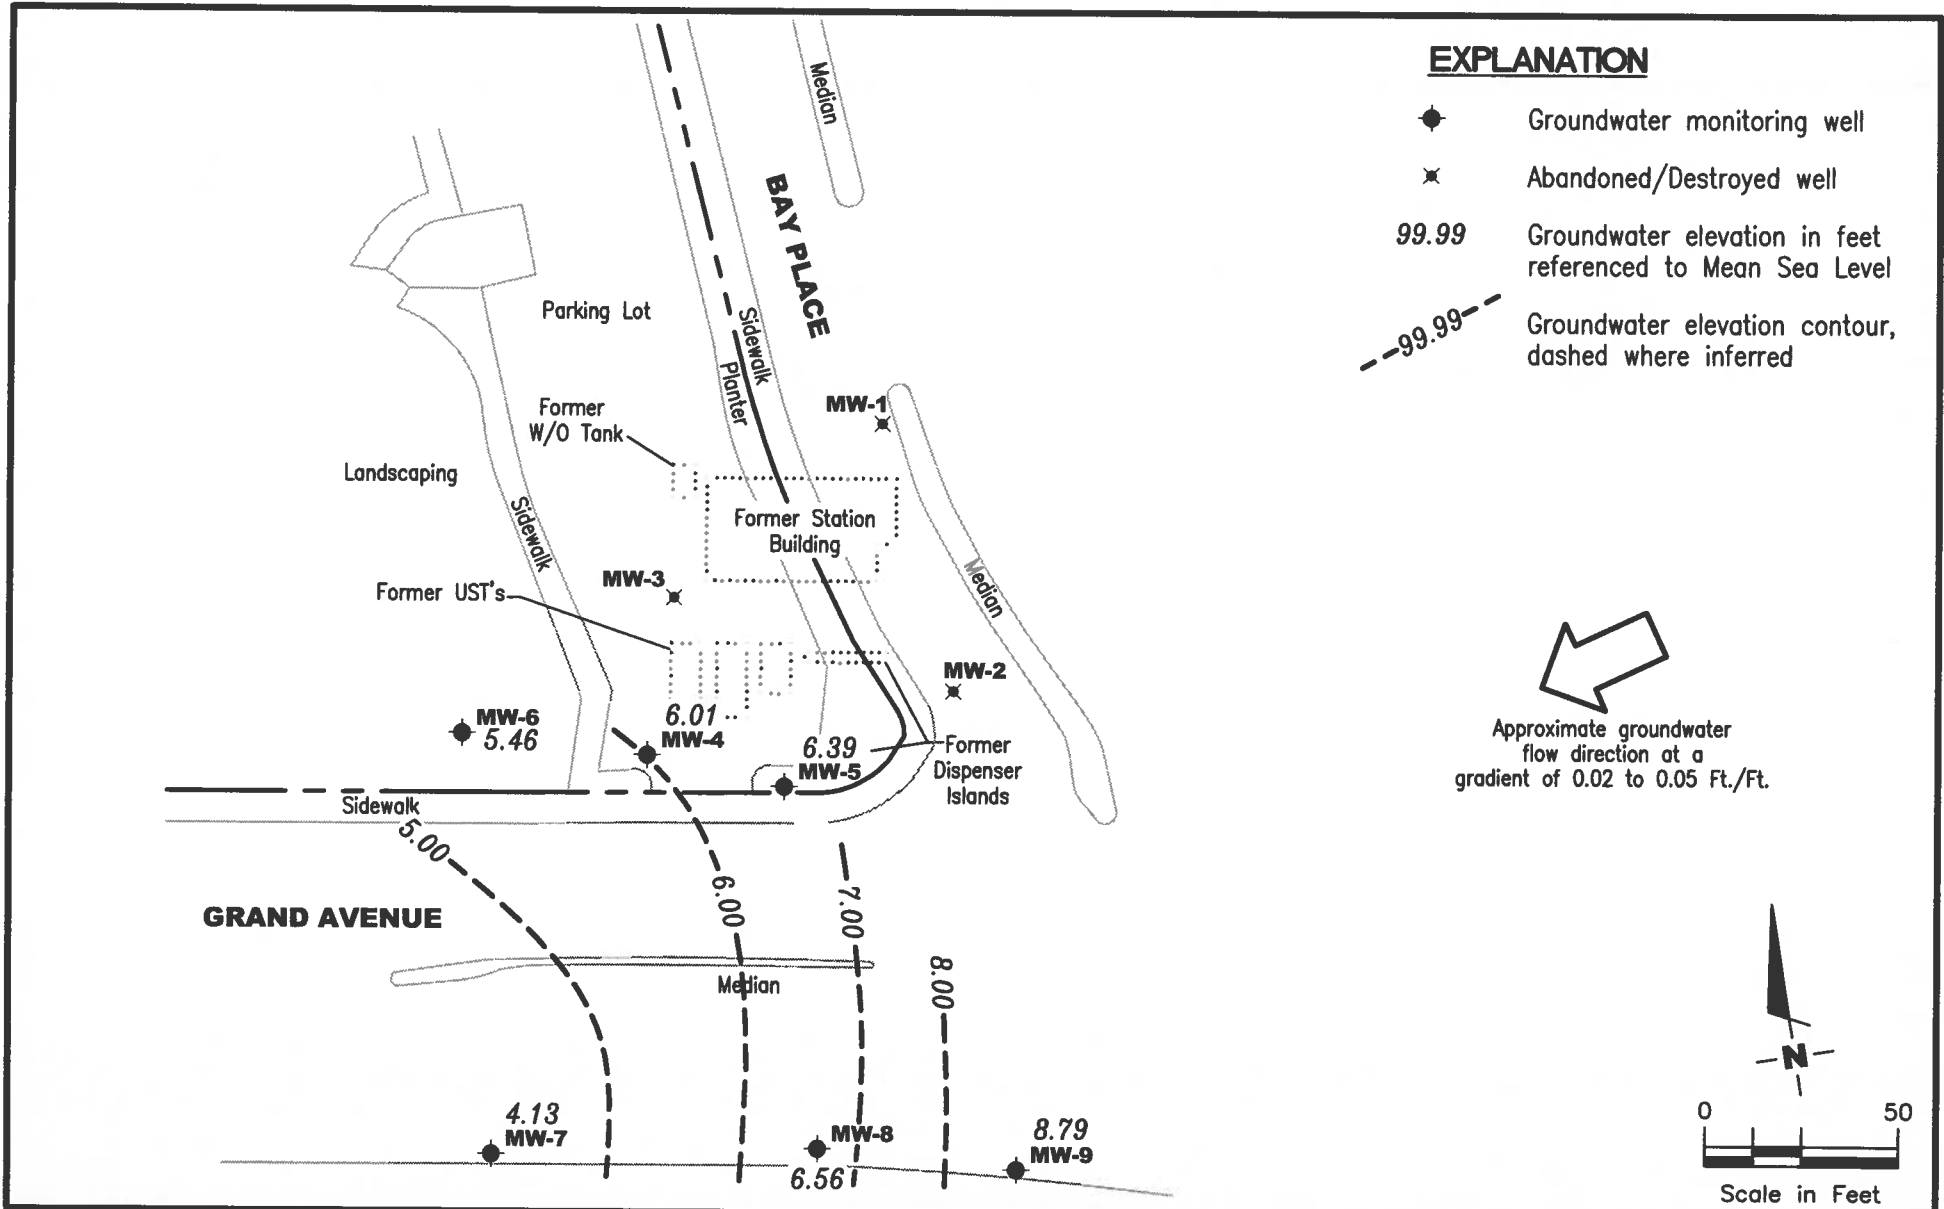 EXPLANATION
Groundwater monitoring well
Abandoned/Destroyed well
99.99
Groundwater elevation in feet
referenced to Mean Sea Level
99.99
Groundwater elevation contour,
dashed where inferred
Median
BAY PLACE
Sidewalk
Planter
Parking Lot
MW-1
Former
W/O Tank
Landscaping
Sidewalk
Former Station
Building
Median
MW-3
Former UST's
MW-2
MW-6
5.46
6.01
MW-4
6.39
MW-5
Former
Dispenser
Islands
Approximate groundwater
flow direction at a
gradient of 0.02 to 0.05 Ft./Ft.
Sidewalk
5.00
6.00
7.00
8.00
GRAND AVENUE
Median
4.13
MW-7
MW-8
6.56
8.79
MW-9
N
0 50
Scale in Feet